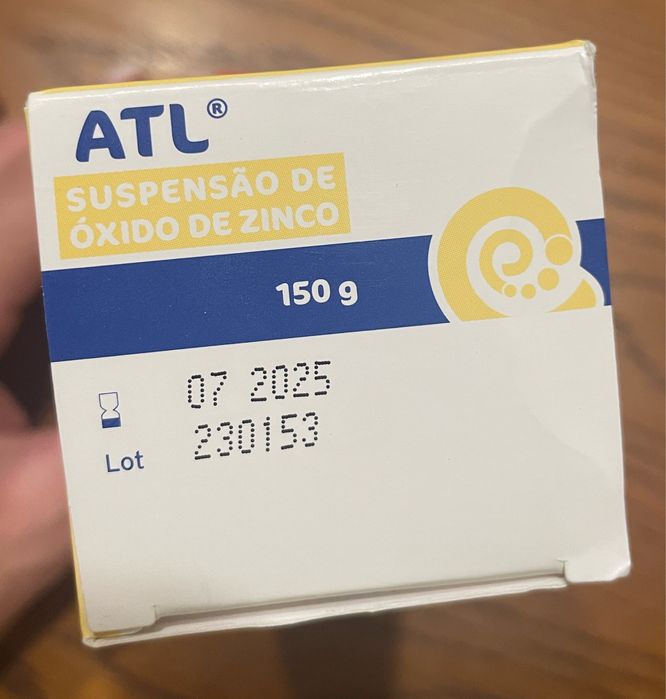 ATL®
SUSPENSÃO DE
ÓXIDO DE ZINCO
150 g
07 2025
Lot 230153